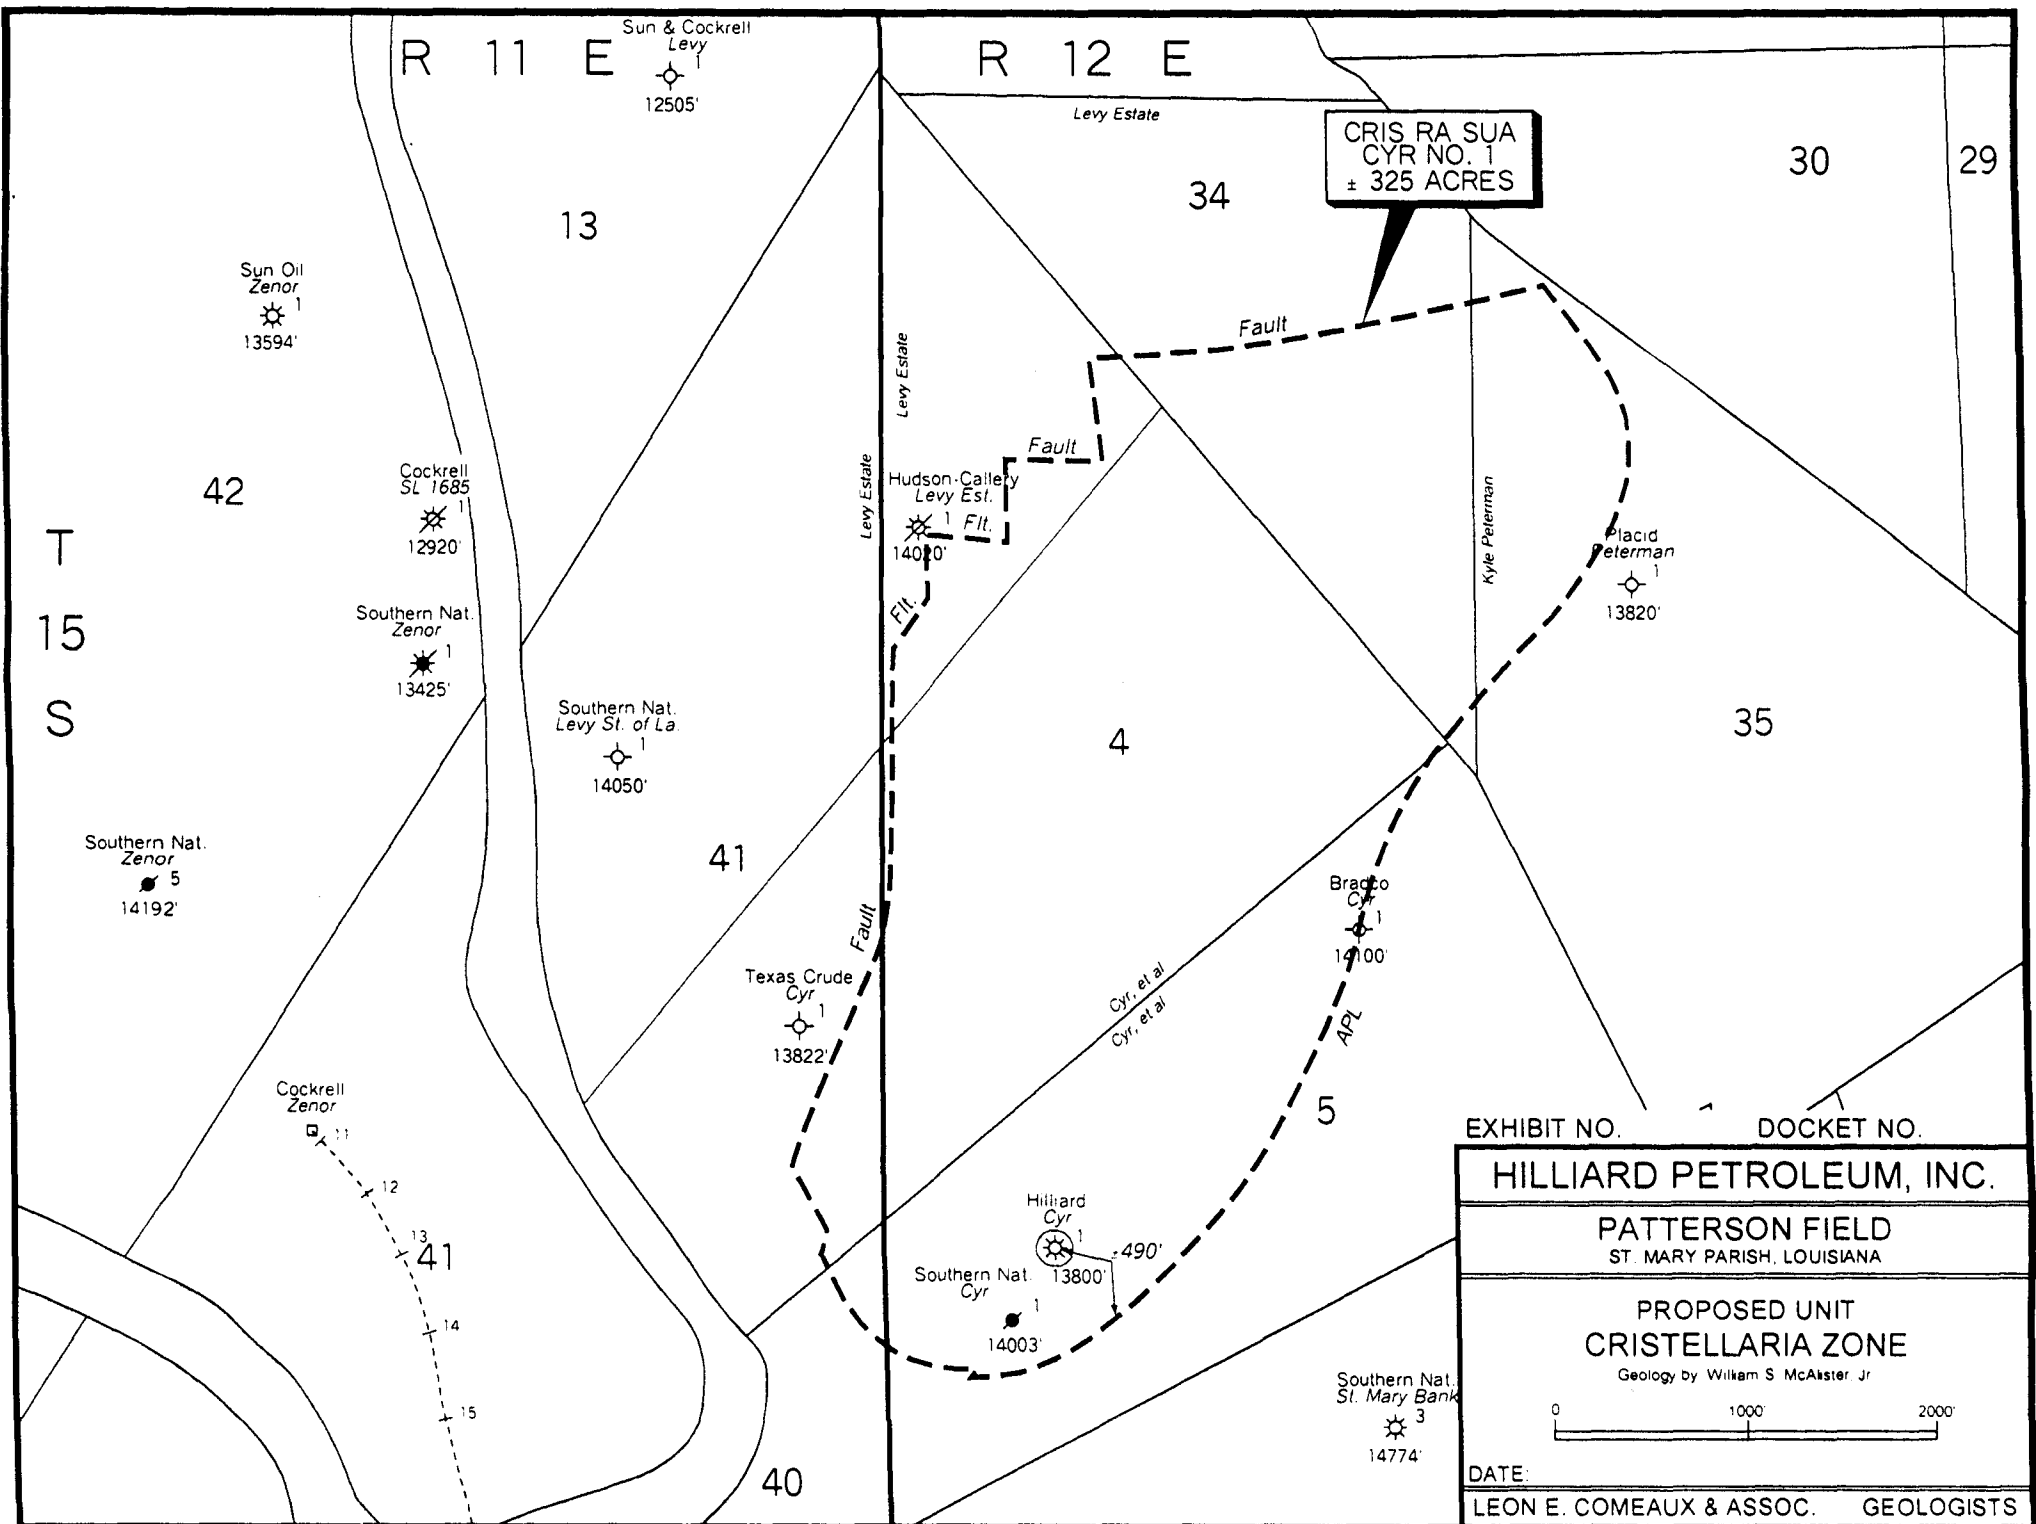 R 11 E
Sun & Cockrell
Levy
1
12505'
R 12 E
Levy Estate
CRIS RA SUA
CYR NO. 1
± 325 ACRES
34
30
29
13
Sun Oil
Zenor
1
13594'
Fault
Levy Estate
Levy Estate
Fault
Cockrell
SL 1685
1
12920'
42
Hudson-Callery
Levy Est.
1
Flt.
14020'
Kyle Peterman
Placid
Peterman
1
13820'
T
15
S
Flt.
Southern Nat.
Zenor
1
13425'
Southern Nat.
Levy St. of La.
1
14050'
4
35
Southern Nat.
Zenor
5
14192'
41
Bradco
Cyr
1
14100'
Fault
Texas Crude
Cyr
1
13822'
Cyr, et al
Cyr, et al
APL
Cockrell
Zenor
11
12
13
14
15
41
5
Hilliard
Cyr
1
13800'
±490'
Southern Nat.
Cyr
1
14003'
Southern Nat.
St. Mary Bank
3
14774'
40
EXHIBIT NO. DOCKET NO.
HILLIARD PETROLEUM, INC.
PATTERSON FIELD
ST. MARY PARISH, LOUISIANA
PROPOSED UNIT
CRISTELLARIA ZONE
Geology by William S. McAlister, Jr.
0 1000' 2000'
DATE:
LEON E. COMEAUX & ASSOC. GEOLOGISTS